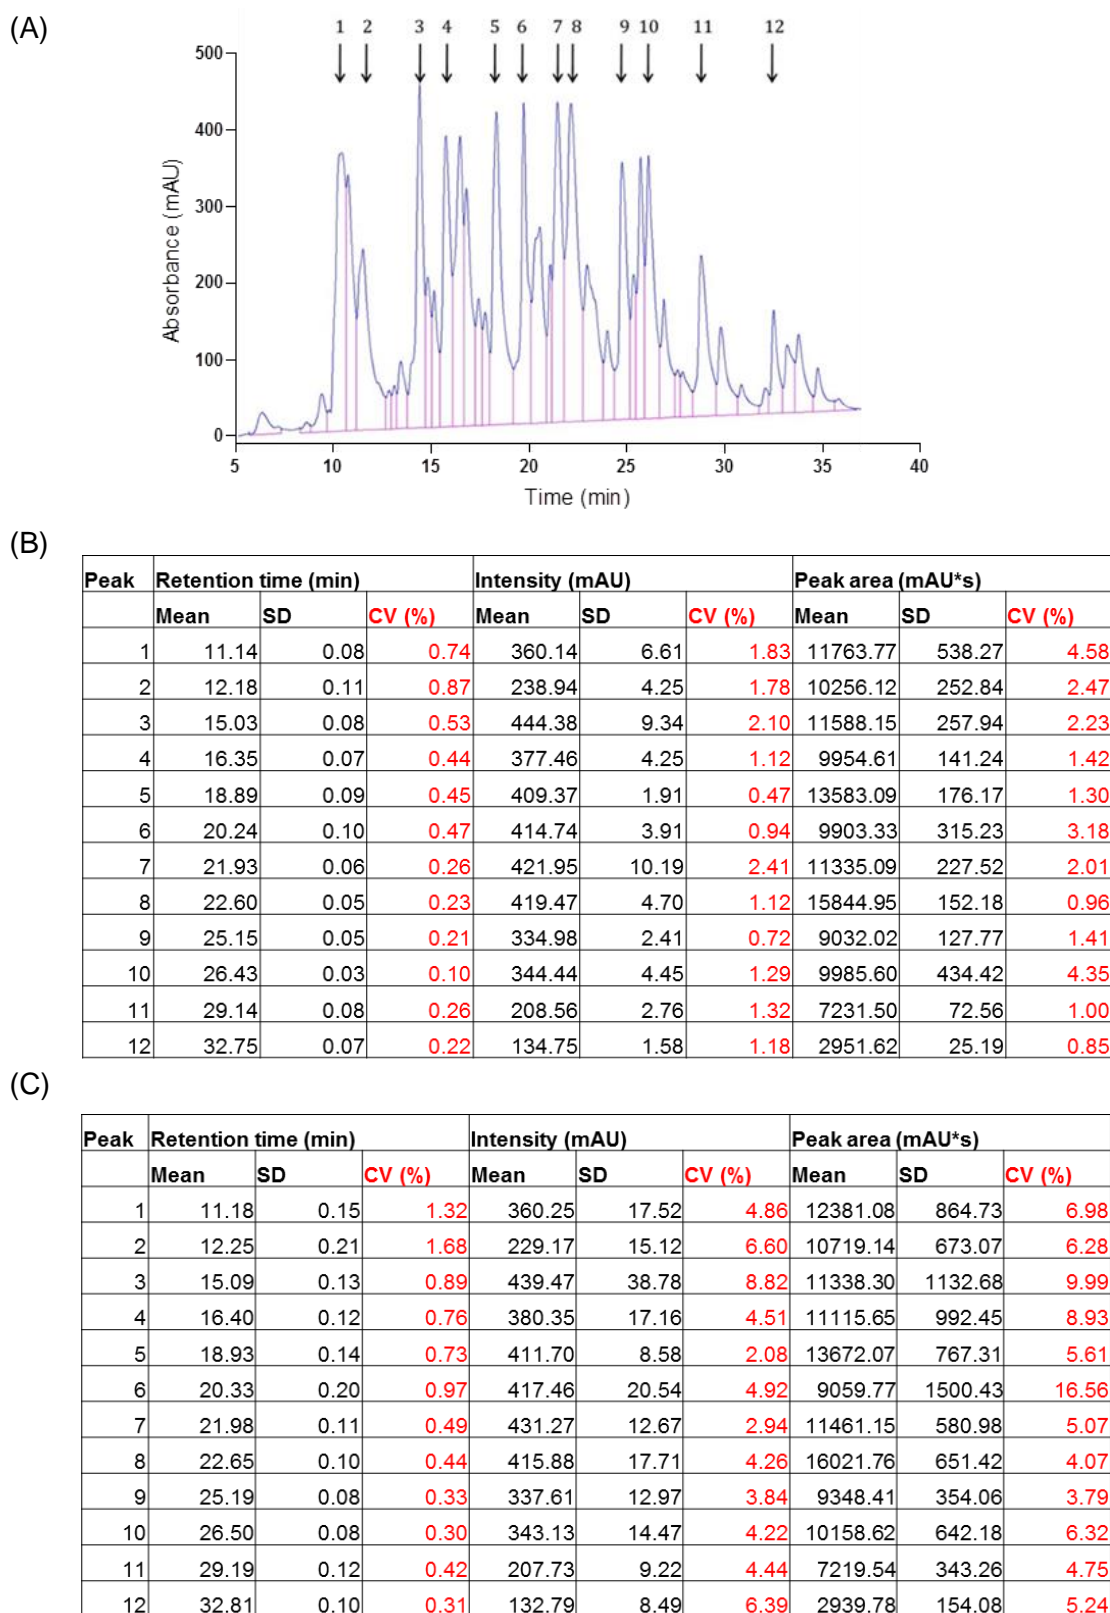 (A)
1 2 3 4 5 6 7 8 9 10 11 12
500
400
300
200
100
0
Absorbance (mAU)
5 10 15 20 25 30 35 40
Time (min)
(B)
Peak Retention time (min) Intensity (mAU) Peak area (mAU*s)
Mean SD CV (%) Mean SD CV (%) Mean SD CV (%)
1 11.14 0.08 0.74 360.14 6.61 1.83 11763.77 538.27 4.58
2 12.18 0.11 0.87 238.94 4.25 1.78 10256.12 252.84 2.47
3 15.03 0.08 0.53 444.38 9.34 2.10 11588.15 257.94 2.23
4 16.35 0.07 0.44 377.46 4.25 1.12 9954.61 141.24 1.42
5 18.89 0.09 0.45 409.37 1.91 0.47 13583.09 176.17 1.30
6 20.24 0.10 0.47 414.74 3.91 0.94 9903.33 315.23 3.18
7 21.93 0.06 0.26 421.95 10.19 2.41 11335.09 227.52 2.01
8 22.60 0.05 0.23 419.47 4.70 1.12 15844.95 152.18 0.96
9 25.15 0.05 0.21 334.98 2.41 0.72 9032.02 127.77 1.41
10 26.43 0.03 0.10 344.44 4.45 1.29 9985.60 434.42 4.35
11 29.14 0.08 0.26 208.56 2.76 1.32 7231.50 72.56 1.00
12 32.75 0.07 0.22 134.75 1.58 1.18 2951.62 25.19 0.85
(C)
Peak Retention time (min) Intensity (mAU) Peak area (mAU*s)
Mean SD CV (%) Mean SD CV (%) Mean SD CV (%)
1 11.18 0.15 1.32 360.25 17.52 4.86 12381.08 864.73 6.98
2 12.25 0.21 1.68 229.17 15.12 6.60 10719.14 673.07 6.28
3 15.09 0.13 0.89 439.47 38.78 8.82 11338.30 1132.68 9.99
4 16.40 0.12 0.76 380.35 17.16 4.51 11115.65 992.45 8.93
5 18.93 0.14 0.73 411.70 8.58 2.08 13672.07 767.31 5.61
6 20.33 0.20 0.97 417.46 20.54 4.92 9059.77 1500.43 16.56
7 21.98 0.11 0.49 431.27 12.67 2.94 11461.15 580.98 5.07
8 22.65 0.10 0.44 415.88 17.71 4.26 16021.76 651.42 4.07
9 25.19 0.08 0.33 337.61 12.97 3.84 9348.41 354.06 3.79
10 26.50 0.08 0.30 343.13 14.47 4.22 10158.62 642.18 6.32
11 29.19 0.12 0.42 207.73 9.22 4.44 7219.54 343.26 4.75
12 32.81 0.10 0.31 132.79 8.49 6.39 2939.78 154.08 5.24